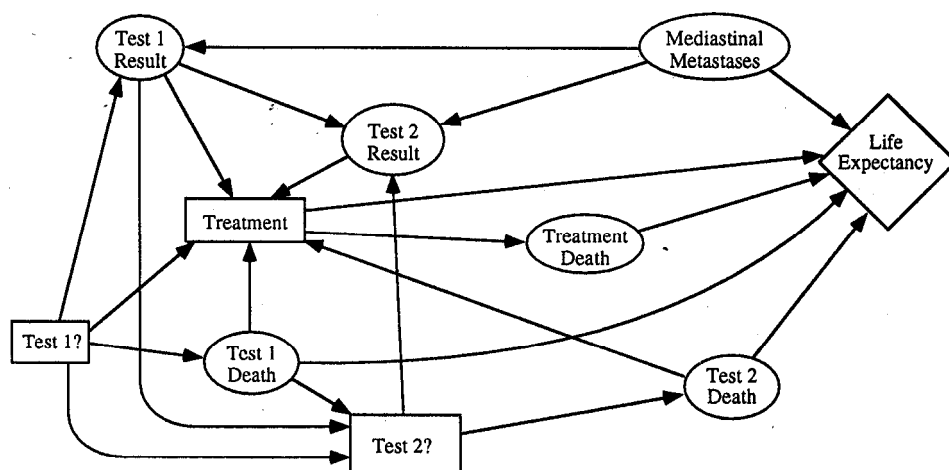 Test 1
Result
Mediastinal
Metastases
Test 2
Result
Life
Expectancy
Treatment
Treatment
Death
Test 1?
Test 1
Death
Test 2
Death
Test 2?